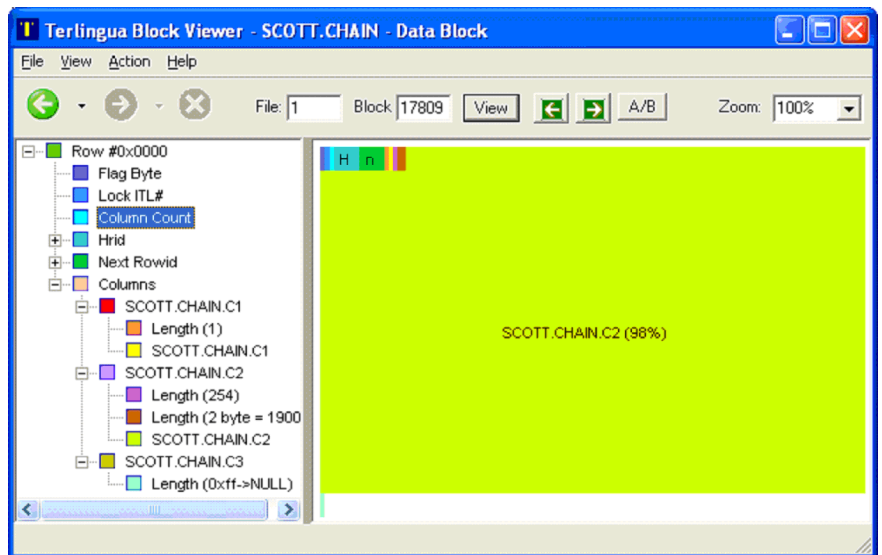 Terlingua Block Viewer - SCOTT.CHAIN - Data Block
File View Action Help
File: 1 Block 17809 View A/B Zoom: 100%
Row #0x0000
Flag Byte
Lock ITL#
Column Count
Hrid
Next Rowid
Columns
SCOTT.CHAIN.C1
Length (1)
SCOTT.CHAIN.C1
SCOTT.CHAIN.C2
Length (254)
Length (2 byte = 1900
SCOTT.CHAIN.C2
SCOTT.CHAIN.C3
Length (0xff->NULL)
H n
SCOTT.CHAIN.C2 (98%)